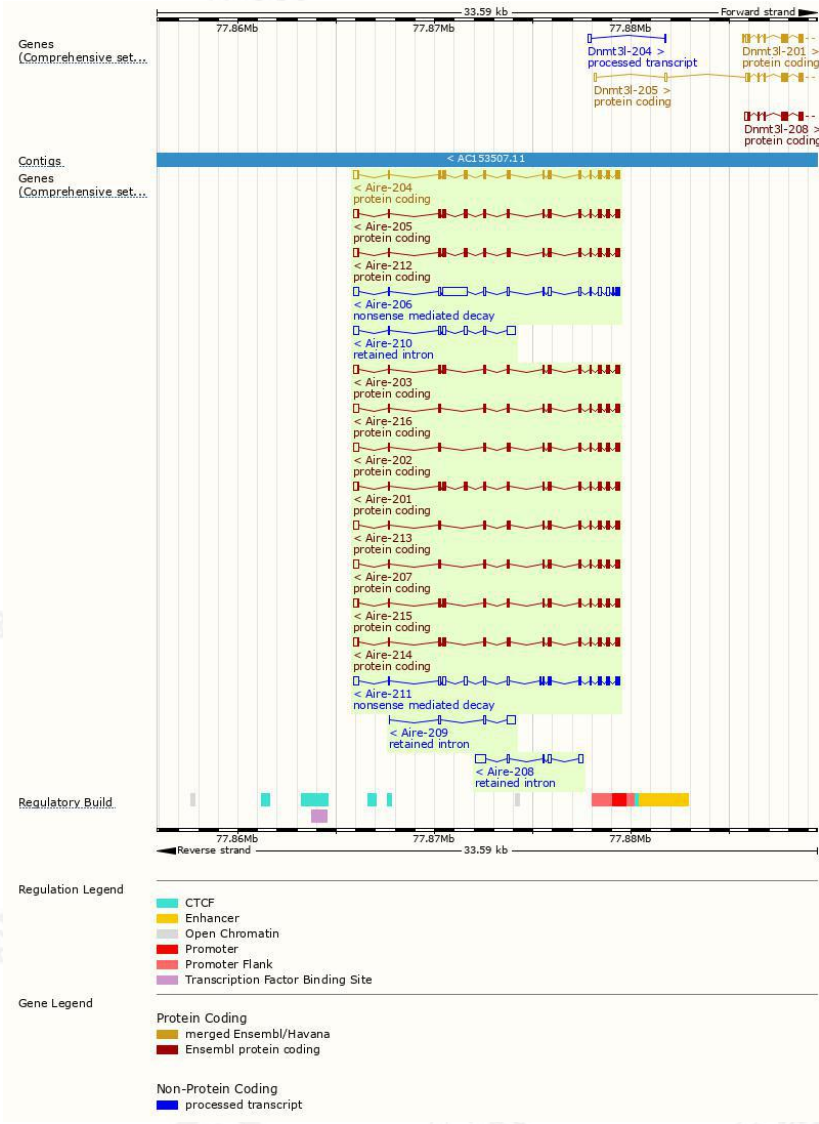 33.59 kb
Forward strand
77.86Mb 77.87Mb 77.88Mb
Genes
(Comprehensive set...
Dnmt3l-204 >
processed transcript
Dnmt3l-201 >
protein coding
Dnmt3l-205 >
protein coding
Dnmt3l-208 >
protein coding
Contigs
< AC153507.11
Genes
(Comprehensive set...
< Aire-204
protein coding
< Aire-205
protein coding
< Aire-212
protein coding
< Aire-206
nonsense mediated decay
< Aire-210
retained intron
< Aire-203
protein coding
< Aire-216
protein coding
< Aire-202
protein coding
< Aire-201
protein coding
< Aire-213
protein coding
< Aire-207
protein coding
< Aire-215
protein coding
< Aire-214
protein coding
< Aire-211
nonsense mediated decay
< Aire-209
retained intron
< Aire-208
retained intron
Regulatory Build
77.86Mb 77.87Mb 77.88Mb
Reverse strand
33.59 kb
Regulation Legend
CTCF
Enhancer
Open Chromatin
Promoter
Promoter Flank
Transcription Factor Binding Site
Gene Legend
Protein Coding
merged Ensembl/Havana
Ensembl protein coding
Non-Protein Coding
processed transcript